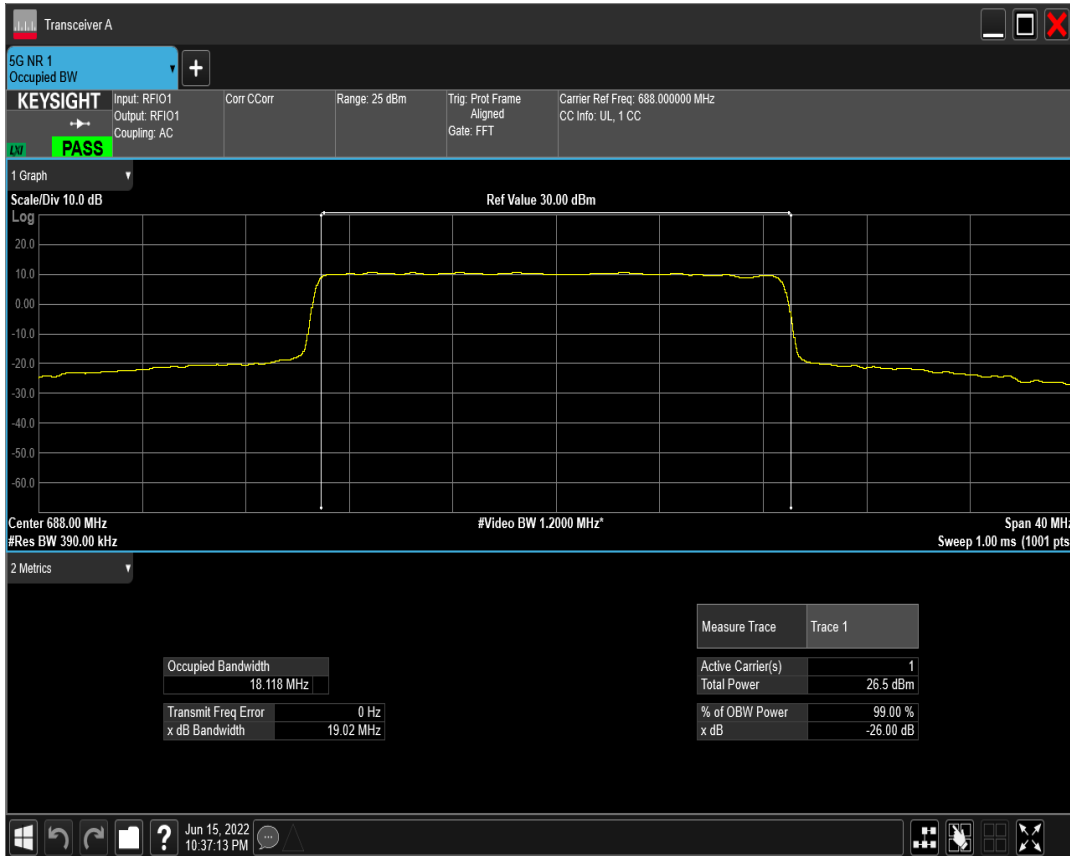 Transceiver A
5G NR 1
Occupied BW
+
KEYSIGHT
LXI
PASS
Input: RFIO1
Output: RFIO1
Coupling: AC
Corr CCorr
Range: 25 dBm
Trig: Prot Frame
Aligned
Gate: FFT
Carrier Ref Freq: 688.000000 MHz
CC Info: UL, 1 CC
1 Graph
Scale/Div 10.0 dB
Ref Value 30.00 dBm
Log
20.0
10.0
0.00
-10.0
-20.0
-30.0
-40.0
-50.0
-60.0
Center 688.00 MHz
#Video BW 1.2000 MHz*
Span 40 MHz
#Res BW 390.00 kHz
Sweep 1.00 ms (1001 pts
2 Metrics
Measure Trace Trace 1
Occupied Bandwidth
18.118 MHz
Active Carrier(s) 1
Total Power 26.5 dBm
Transmit Freq Error 0 Hz
x dB Bandwidth 19.02 MHz
% of OBW Power 99.00 %
x dB -26.00 dB
?
Jun 15, 2022
10:37:13 PM